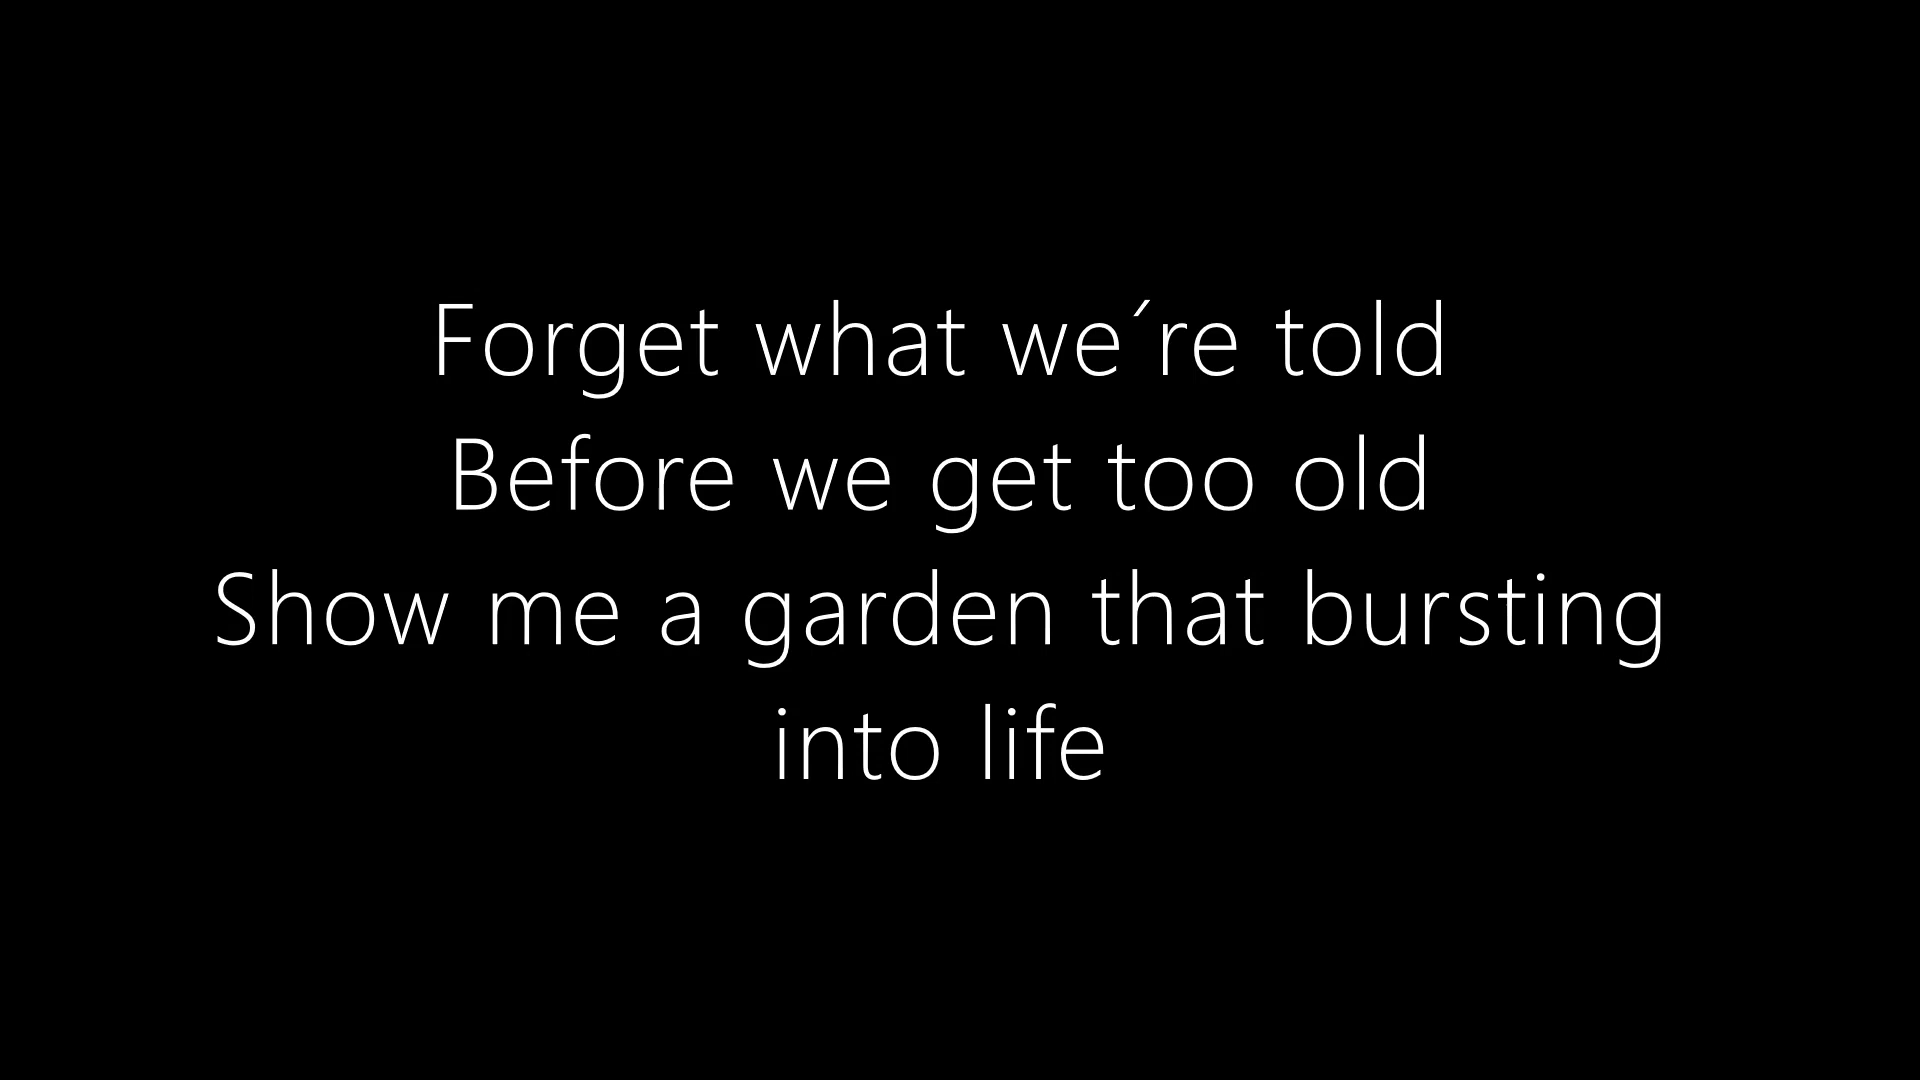 Forget what we´re told
Before we get too old
Show me a garden that bursting
into life